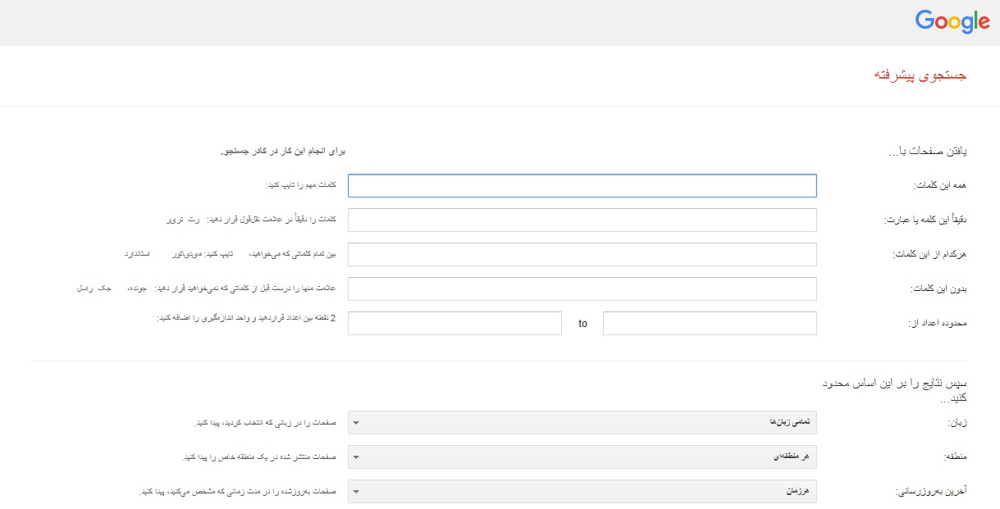 Google
جستجوی پیشرفته
یافتن صفحات با...
برای انجام این کار در کادر جستجو.
همه این کلمات:
کلمات مهم را تایپ کنید:
دقیقاً این کلمه یا عبارت:
کلمات را دقیقاً در علامت نقل‌قول قرار دهید: رت تریر
هرکدام از این کلمات:
بین تمام کلماتی که می‌خواهید، تایپ کنید: مینیاتور استاندارد
بدون این کلمات:
علامت منها را درست قبل از کلماتی که نمی‌خواهید قرار دهید: جونده، جک راسل
محدوده اعداد از:
to
2 نقطه بین اعداد قراردهید و واحد اندازه‌گیری را اضافه کنید:
سپس نتایج را بر این اساس محدود
کنید...
زبان:
تمامی زبان‌ها
صفحات را در زبانی که انتخاب کردید، پیدا کنید.
منطقه:
هر منطقه‌ای
صفحات منتشر شده در یک منطقه خاص را پیدا کنید.
آخرین به‌روزرسانی:
هرزمان
صفحات به‌روزشده را در مدت زمانی که مشخص می‌کنید، پیدا کنید.